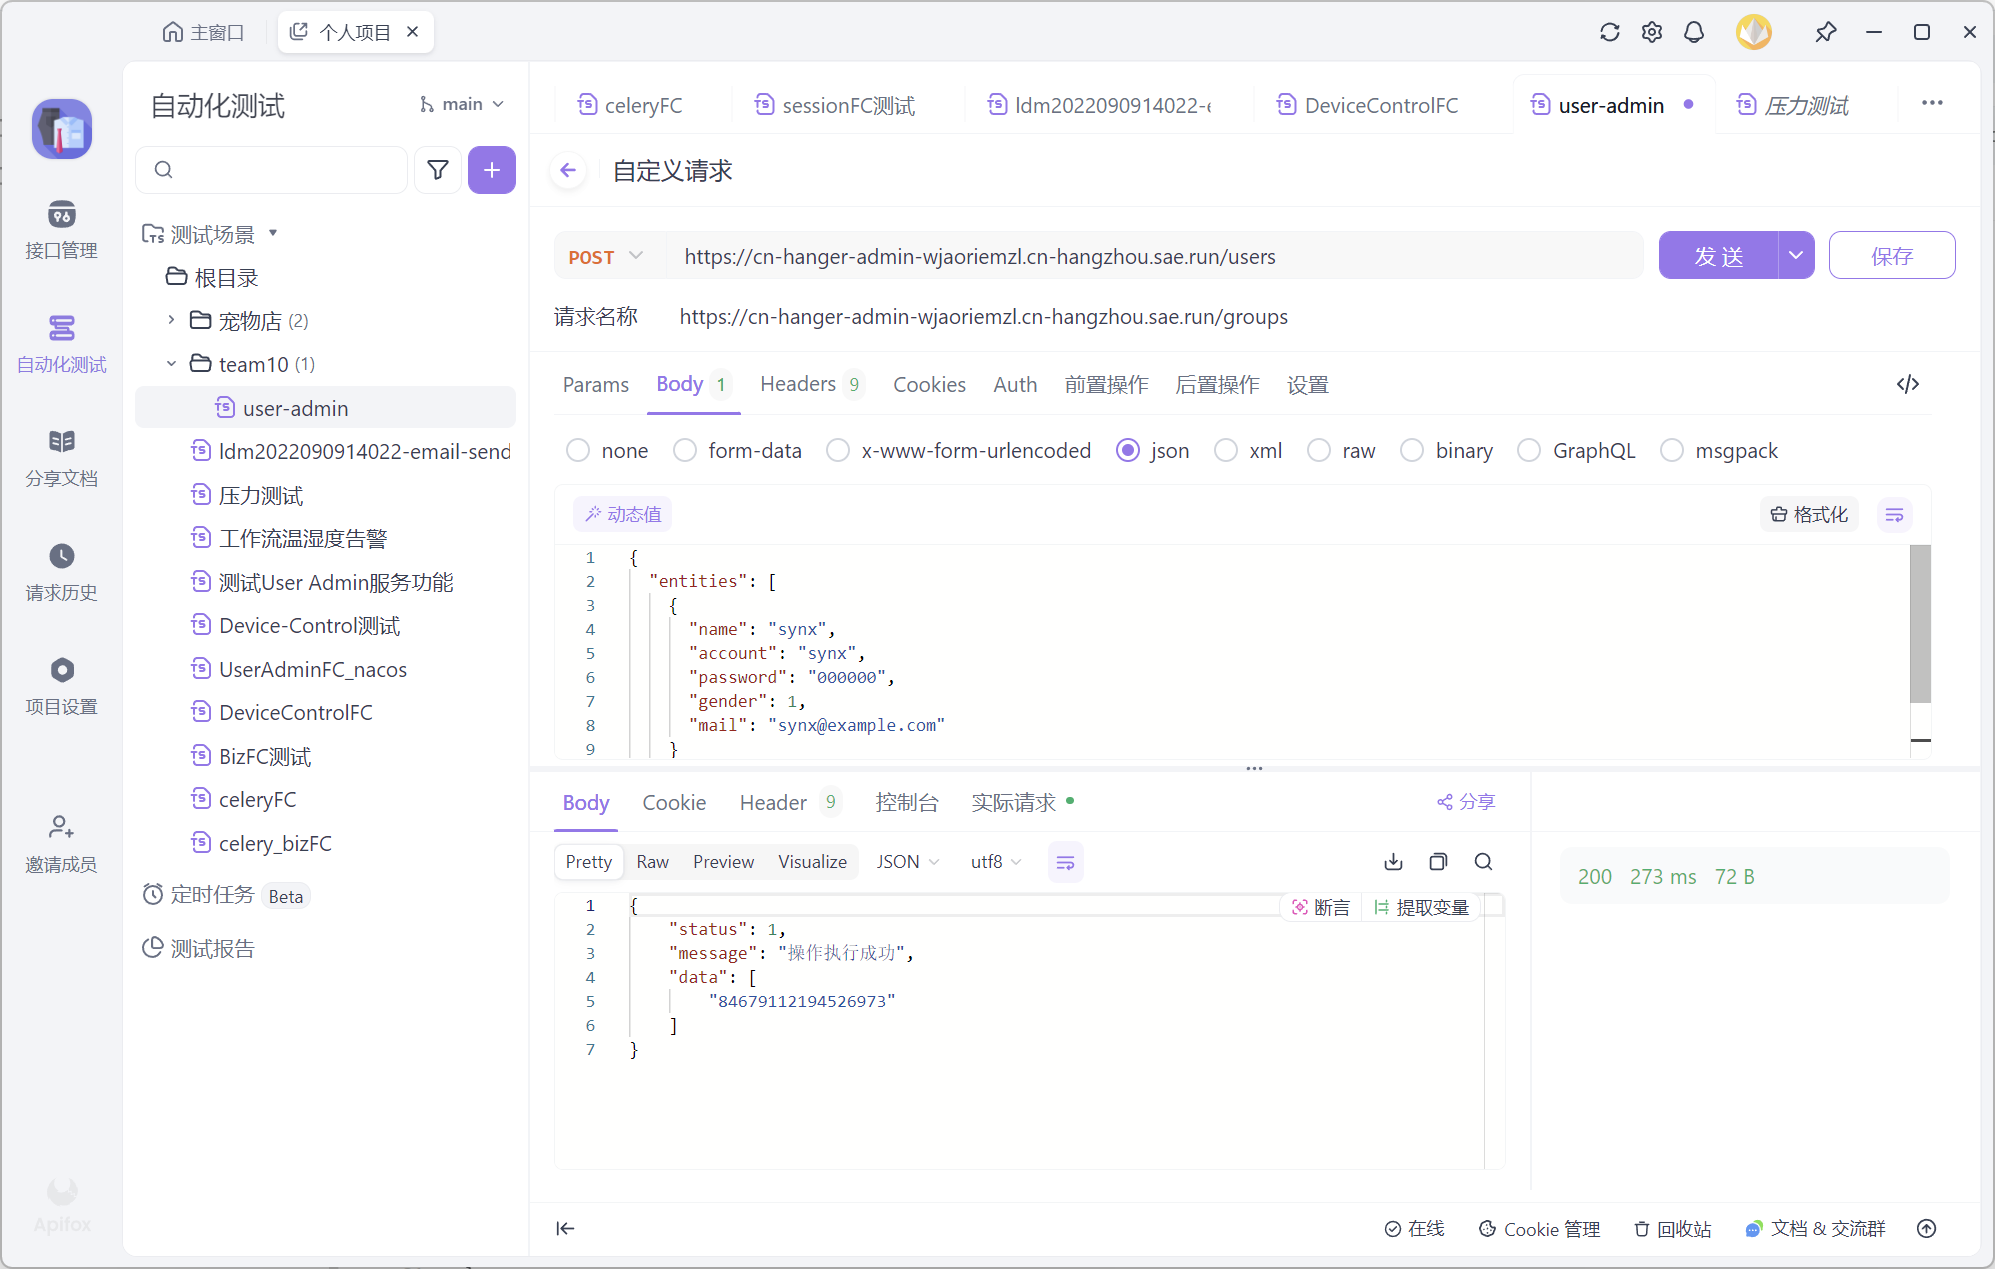 主窗口
个人项目
自动化测试
main
接口管理
自动化测试
分享文档
请求历史
项目设置
邀请成员
Apifox
测试场景
根目录
宠物店 (2)
team10 (1)
user-admin
ldm2022090914022-email-send
压力测试
工作流温湿度告警
测试User Admin服务功能
Device-Control测试
UserAdminFC_nacos
DeviceControlFC
BizFC测试
celeryFC
celery_bizFC
定时任务 Beta
测试报告
celeryFC
sessionFC测试
ldm2022090914022-e
DeviceControlFC
user-admin
压力测试
自定义请求
POST https://cn-hanger-admin-wjaoriemzl.cn-hangzhou.sae.run/users
发 送
保存
请求名称 https://cn-hanger-admin-wjaoriemzl.cn-hangzhou.sae.run/groups
Params Body 1 Headers 9 Cookies Auth 前置操作 后置操作 设置
none form-data x-www-form-urlencoded json xml raw binary GraphQL msgpack
动态值
格式化
1 {
2 "entities": [
3 {
4 "name": "synx",
5 "account": "synx",
6 "password": "000000",
7 "gender": 1,
8 "mail": "synx@example.com"
9 }
Body Cookie Header 9 控制台 实际请求
分享
Pretty Raw Preview Visualize JSON utf8
200 273 ms 72 B
断言 提取变量
1 {
2 "status": 1,
3 "message": "操作执行成功",
4 "data": [
5 "84679112194526973"
6 ]
7 }
在线 Cookie 管理 回收站 文档 & 交流群